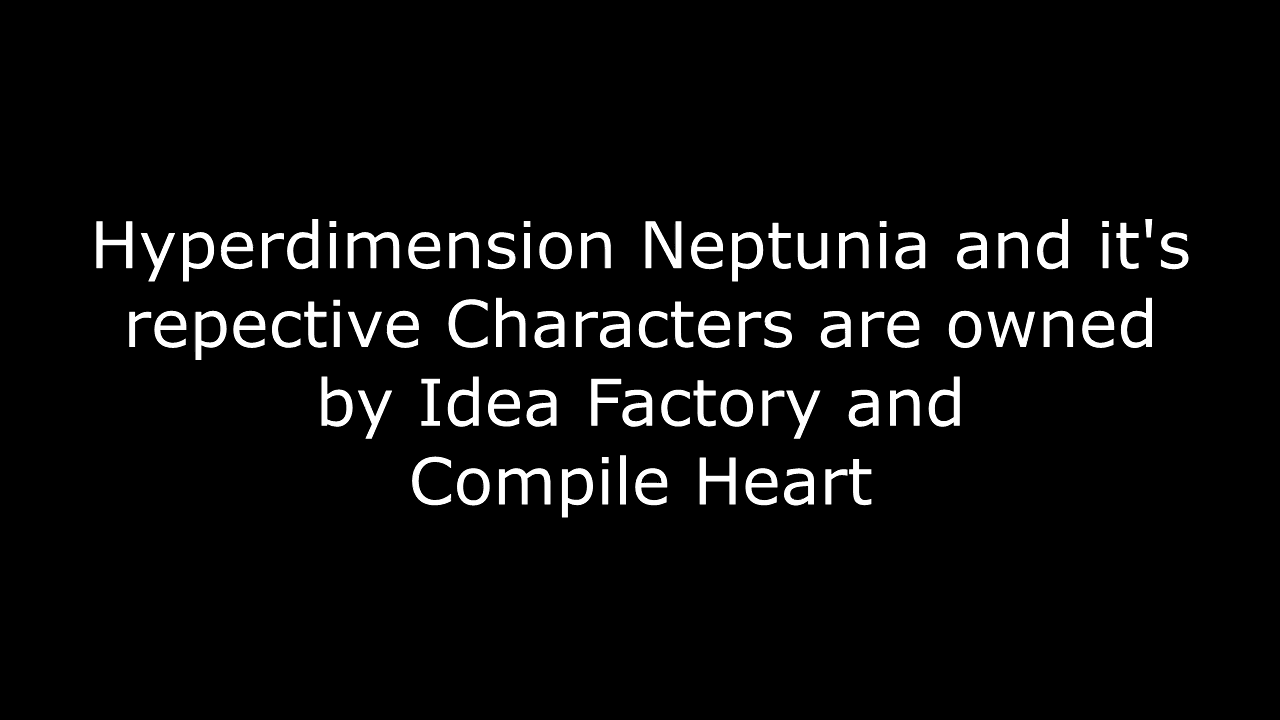 Hyperdimension Neptunia and it's
repective Characters are owned
by Idea Factory and
Compile Heart